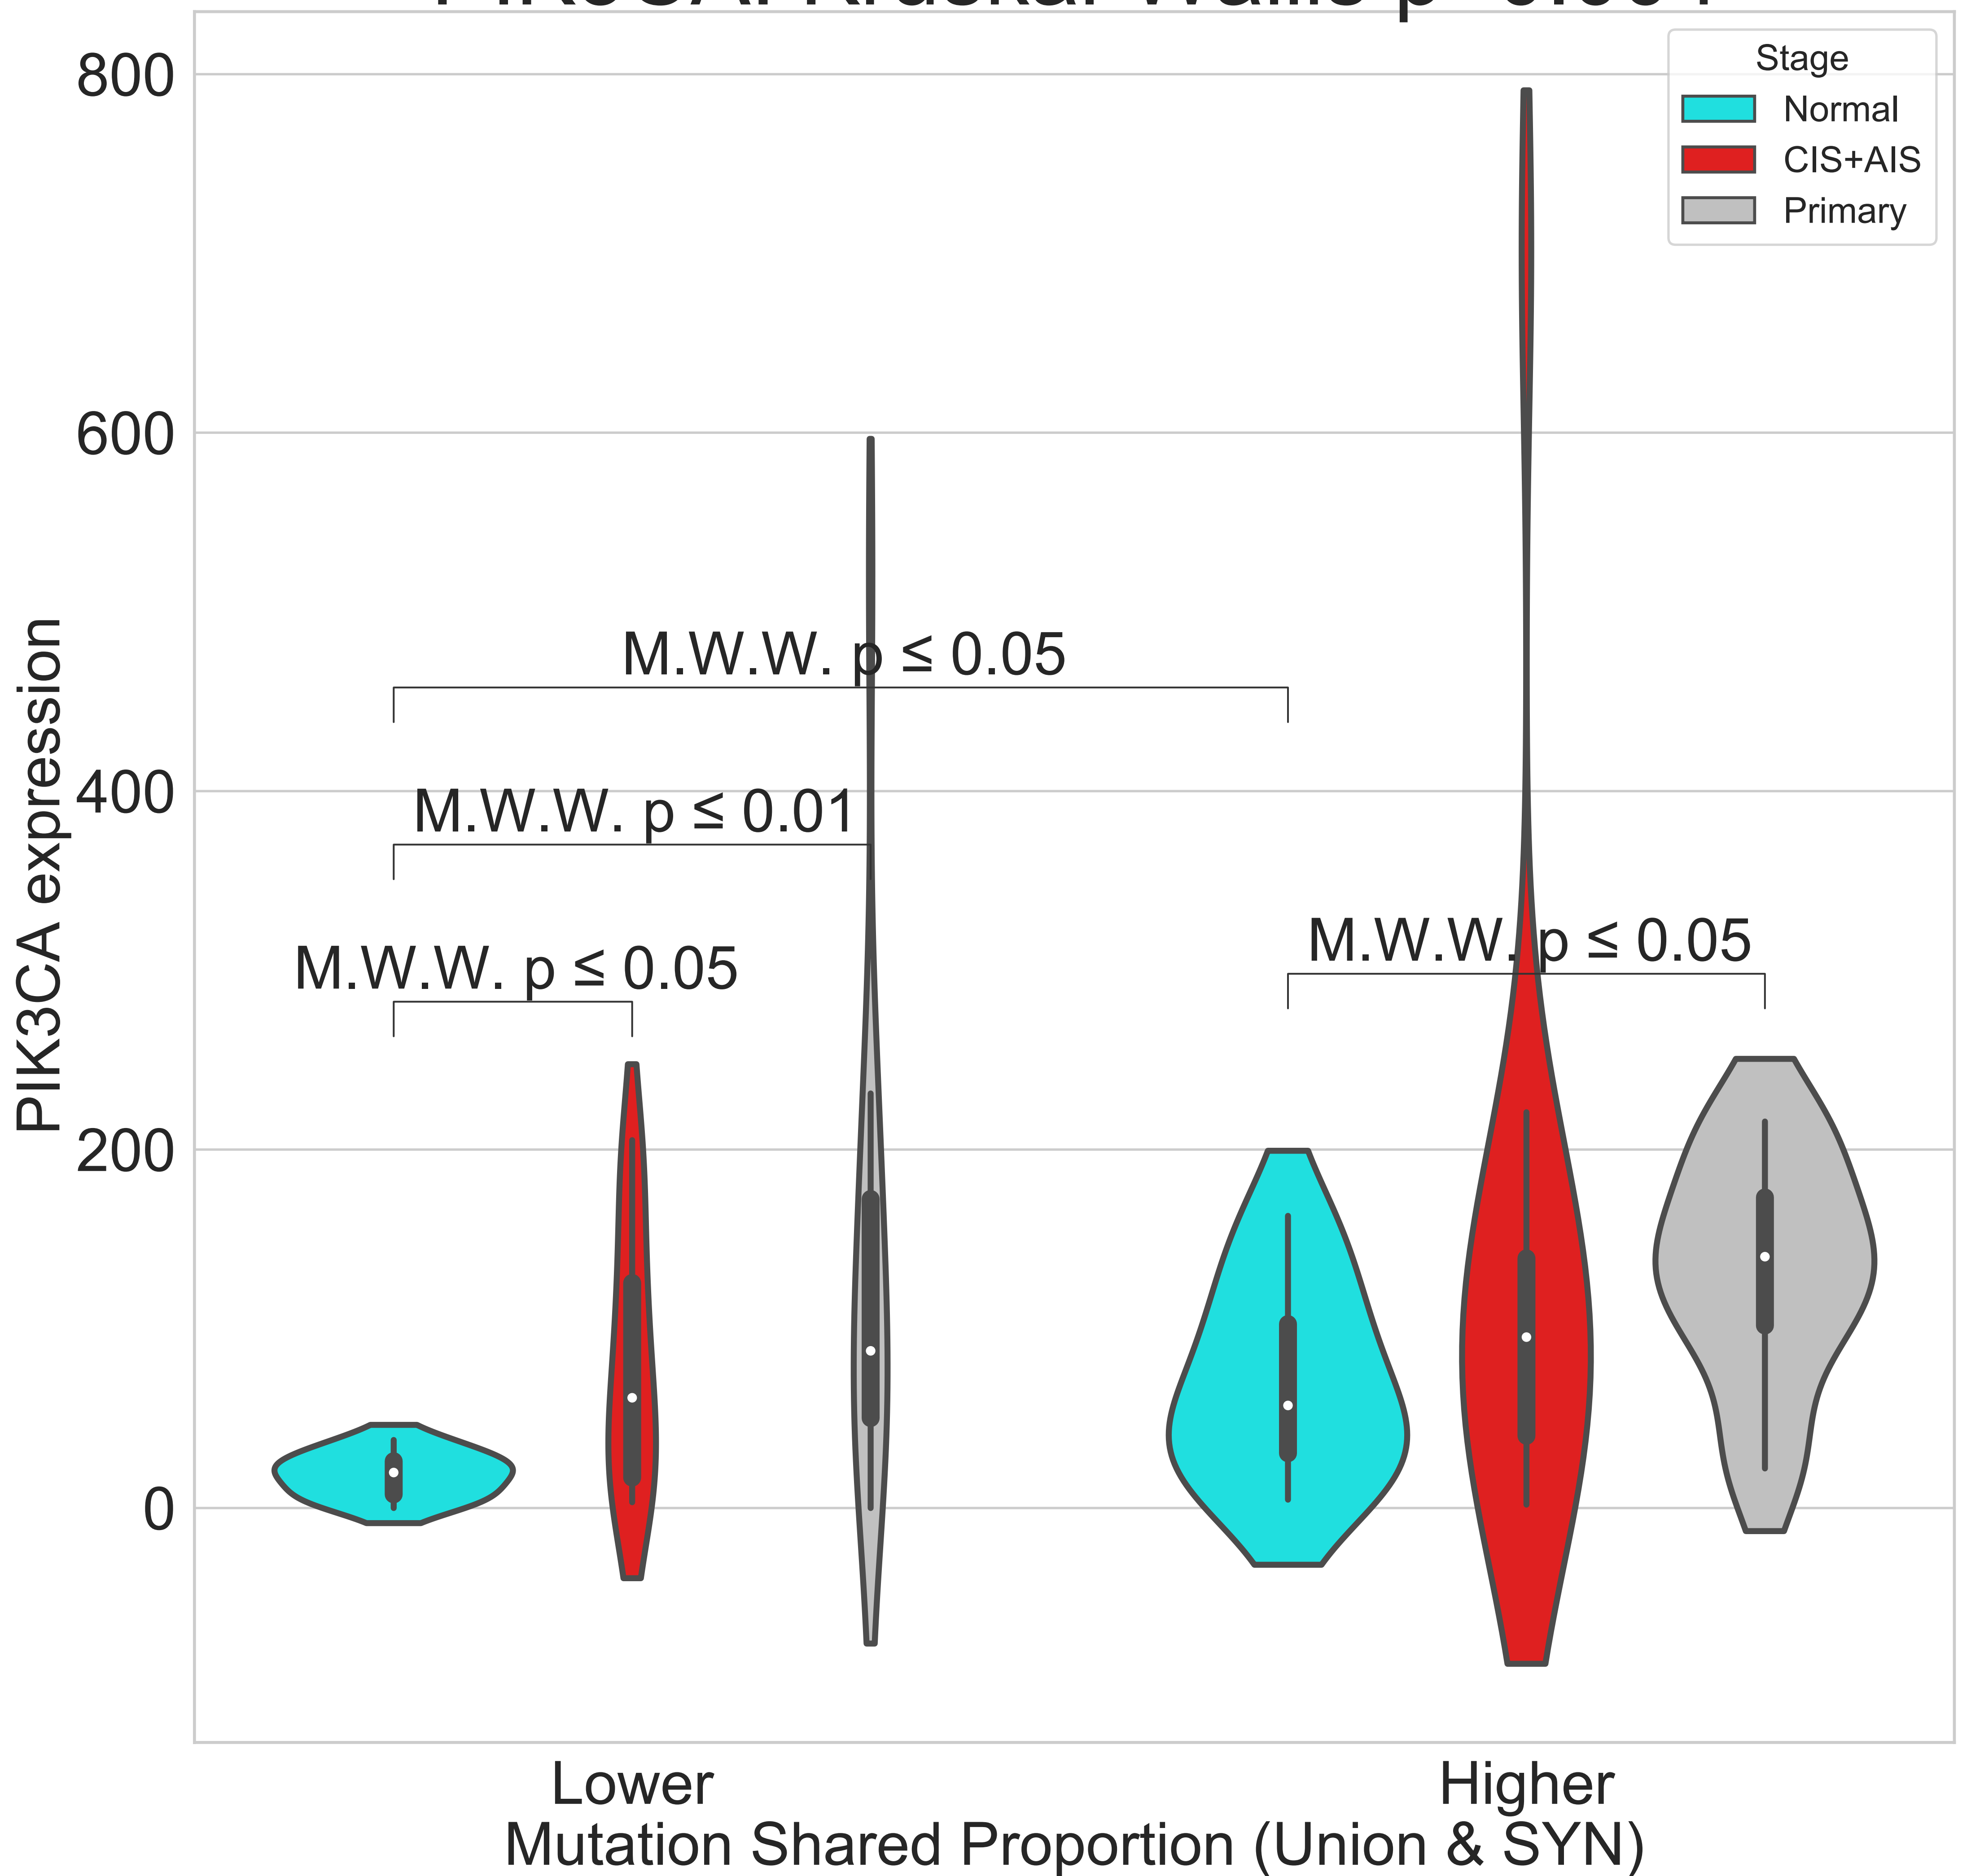 800
600
400
200
0
PIK3CA expression
Stage
Normal
CIS+AIS
Primary
M.W.W. p ≤ 0.05
M.W.W. p ≤ 0.01
M.W.W. p ≤ 0.05
M.W.W. p ≤ 0.05
Lower
Higher
Mutation Shared Proportion (Union & SYN)